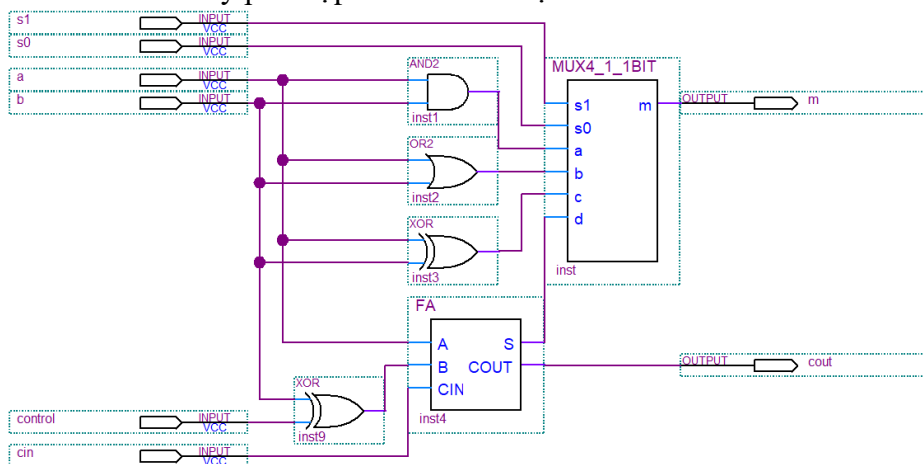 s1 INPUT VCC
s0 INPUT VCC
a INPUT VCC
b INPUT VCC
AND2
inst1
OR2
inst2
XOR
inst3
MUX4_1_1BIT
s1 m
s0
a
b
c
d
inst
OUTPUT m
FA
A S
B COUT
CIN
inst4
OUTPUT cout
XOR
inst9
control INPUT VCC
cin INPUT VCC